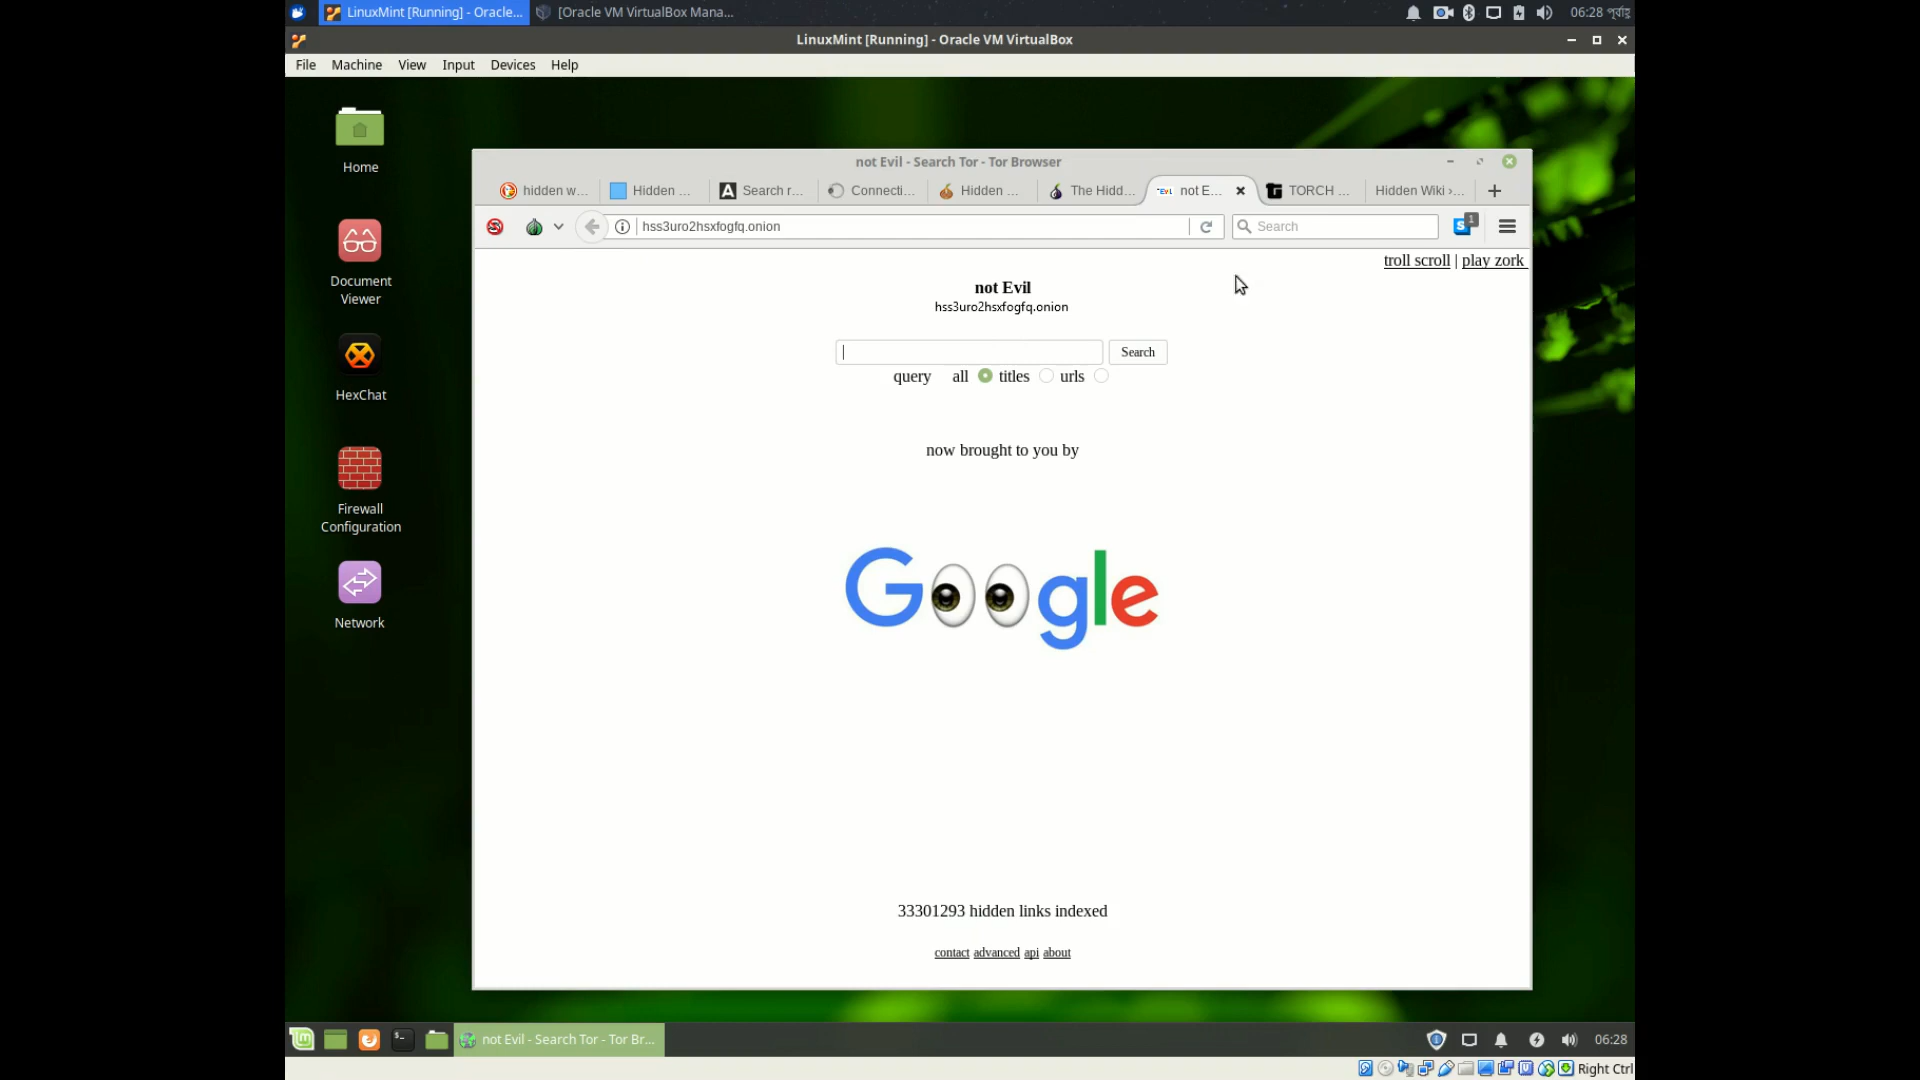 LinuxMint [Running] - Oracle...
[Oracle VM VirtualBox Mana...
06:28 পূর্বাহ্ণ
LinuxMint [Running] - Oracle VM VirtualBox
File Machine View Input Devices Help
Home
Document
Viewer
HexChat
Firewall
Configuration
Network
not Evil - Search Tor - Tor Browser
hidden w...
Hidden ...
Search r...
Connecti...
Hidden ...
The Hidd...
not E...
TORCH ...
Hidden Wiki ›...
hss3uro2hsxfogfq.onion
Search
1
troll scroll | play zork
not Evil
hss3uro2hsxfogfq.onion
Search
query all titles urls
now brought to you by
Google
33301293 hidden links indexed
contact advanced api about
not Evil - Search Tor - Tor Br...
06:28
Right Ctrl